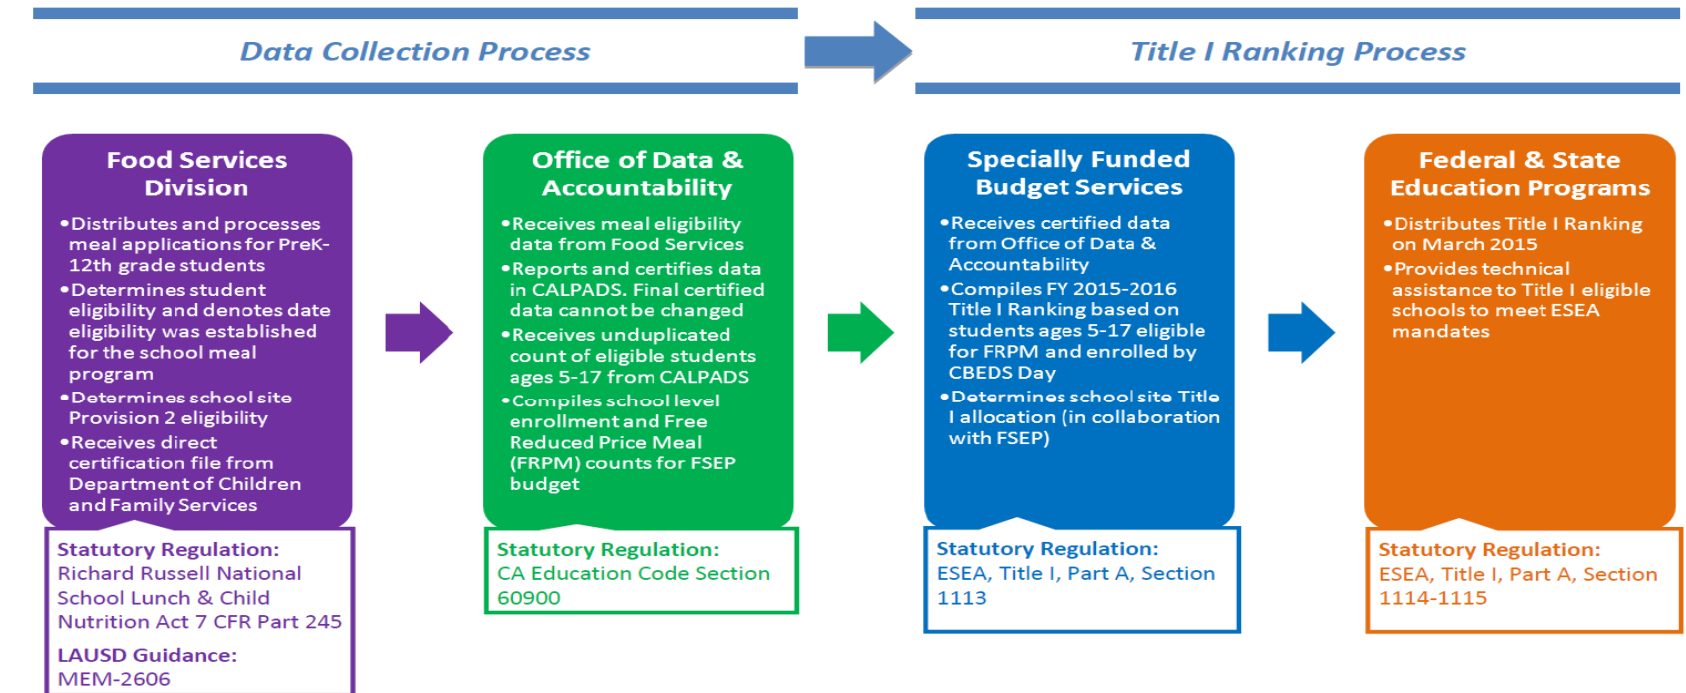 Data Collection Process
Title I Ranking Process
Food Services
Division
•Distributes and processes
meal applications for PreK-
12th grade students
•Determines student
eligibility and denotes date
eligibility was established
for the school meal
program
•Determines school site
Provision 2 eligibility
•Receives direct
certification file from
Department of Children
and Family Services
Statutory Regulation:
Richard Russell National
School Lunch & Child
Nutrition Act 7 CFR Part 245
LAUSD Guidance:
MEM-2606
Office of Data &
Accountability
•Receives meal eligibility
data from Food Services
•Reports and certifies data
in CALPADS. Final certified
data cannot be changed
•Receives unduplicated
count of eligible students
ages 5-17 from CALPADS
•Compiles school level
enrollment and Free
Reduced Price Meal
(FRPM) counts for FSEP
budget
Statutory Regulation:
CA Education Code Section
60900
Specially Funded
Budget Services
•Receives certified data
from Office of Data &
Accountability
•Compiles FY 2015-2016
Title I Ranking based on
students ages 5-17 eligible
for FRPM and enrolled by
CBEDS Day
•Determines school site Title
I allocation (in collaboration
with FSEP)
Statutory Regulation:
ESEA, Title I, Part A, Section
1113
Federal & State
Education Programs
•Distributes Title I Ranking
on March 2015
•Provides technical
assistance to Title I eligible
schools to meet ESEA
mandates
Statutory Regulation:
ESEA, Title I, Part A, Section
1114-1115